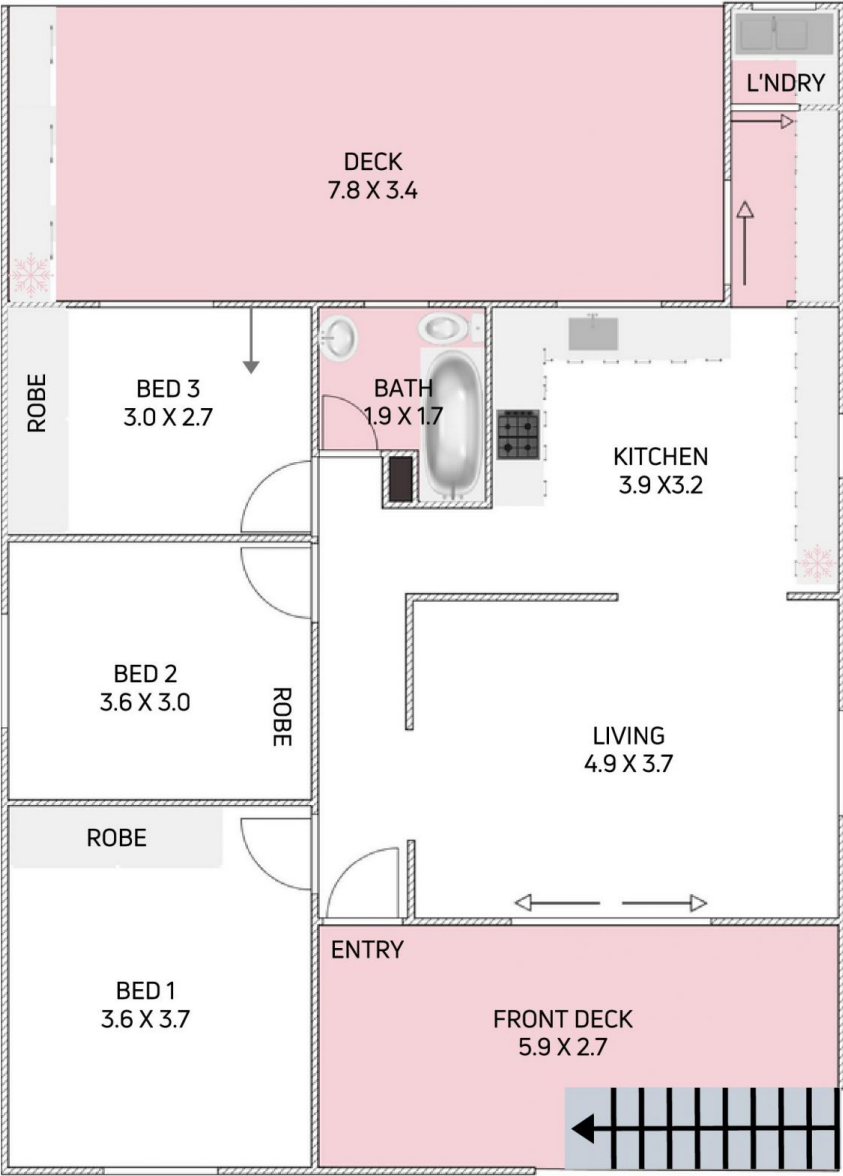 L'NDRY
DECK
7.8 X 3.4
ROBE
BED 3
3.0 X 2.7
BATH
1.9 X 1.7
KITCHEN
3.9 X3.2
BED 2
3.6 X 3.0
ROBE
LIVING
4.9 X 3.7
ROBE
ENTRY
BED 1
3.6 X 3.7
FRONT DECK
5.9 X 2.7